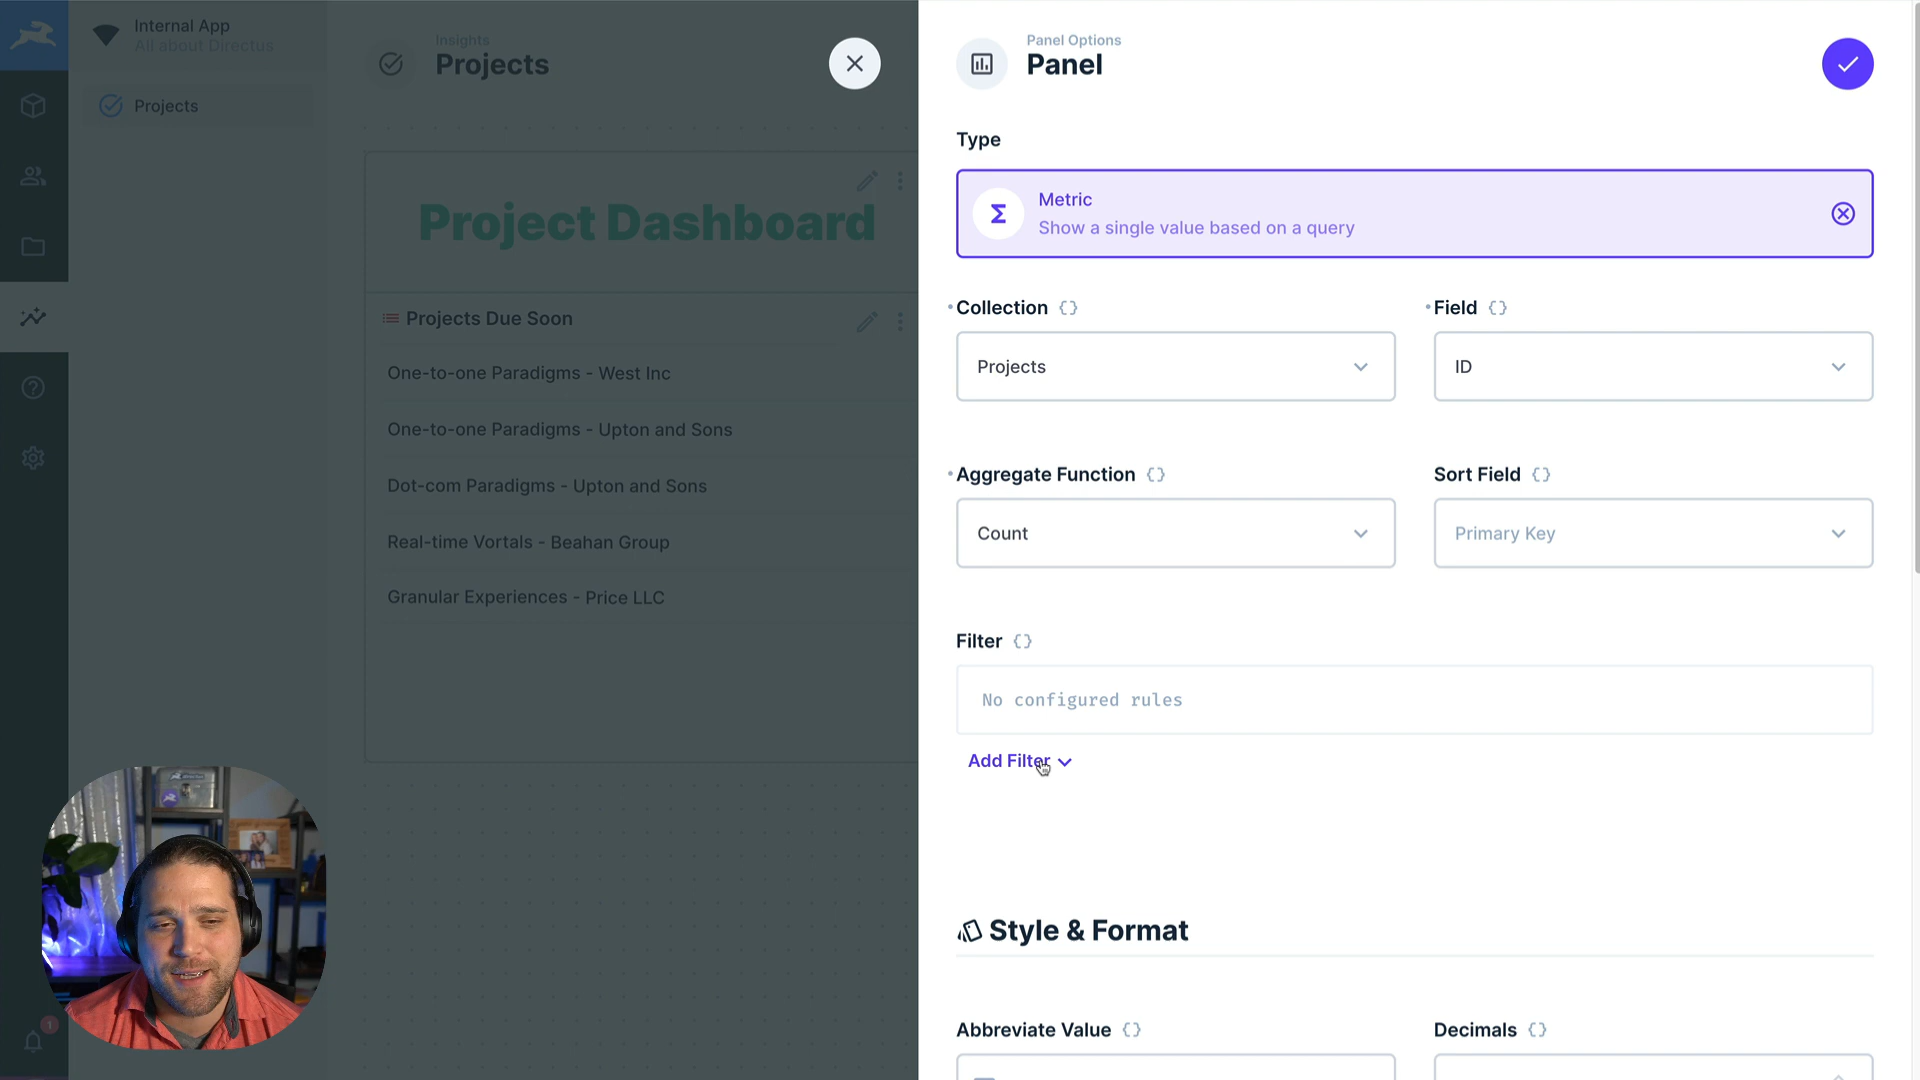 Internal App
All about Directus
Projects
Insights
Projects
Project Dashboard
Projects Due Soon
One-to-one Paradigms - West Inc
One-to-one Paradigms - Upton and Sons
Dot-com Paradigms - Upton and Sons
Real-time Vortals - Beahan Group
Granular Experiences - Price LLC
1
Panel Options
Panel
Type
Metric
Show a single value based on a query
Collection
Field
Projects
ID
Aggregate Function
Sort Field
Count
Primary Key
Filter
No configured rules
Add Filter
Style & Format
Abbreviate Value
Decimals